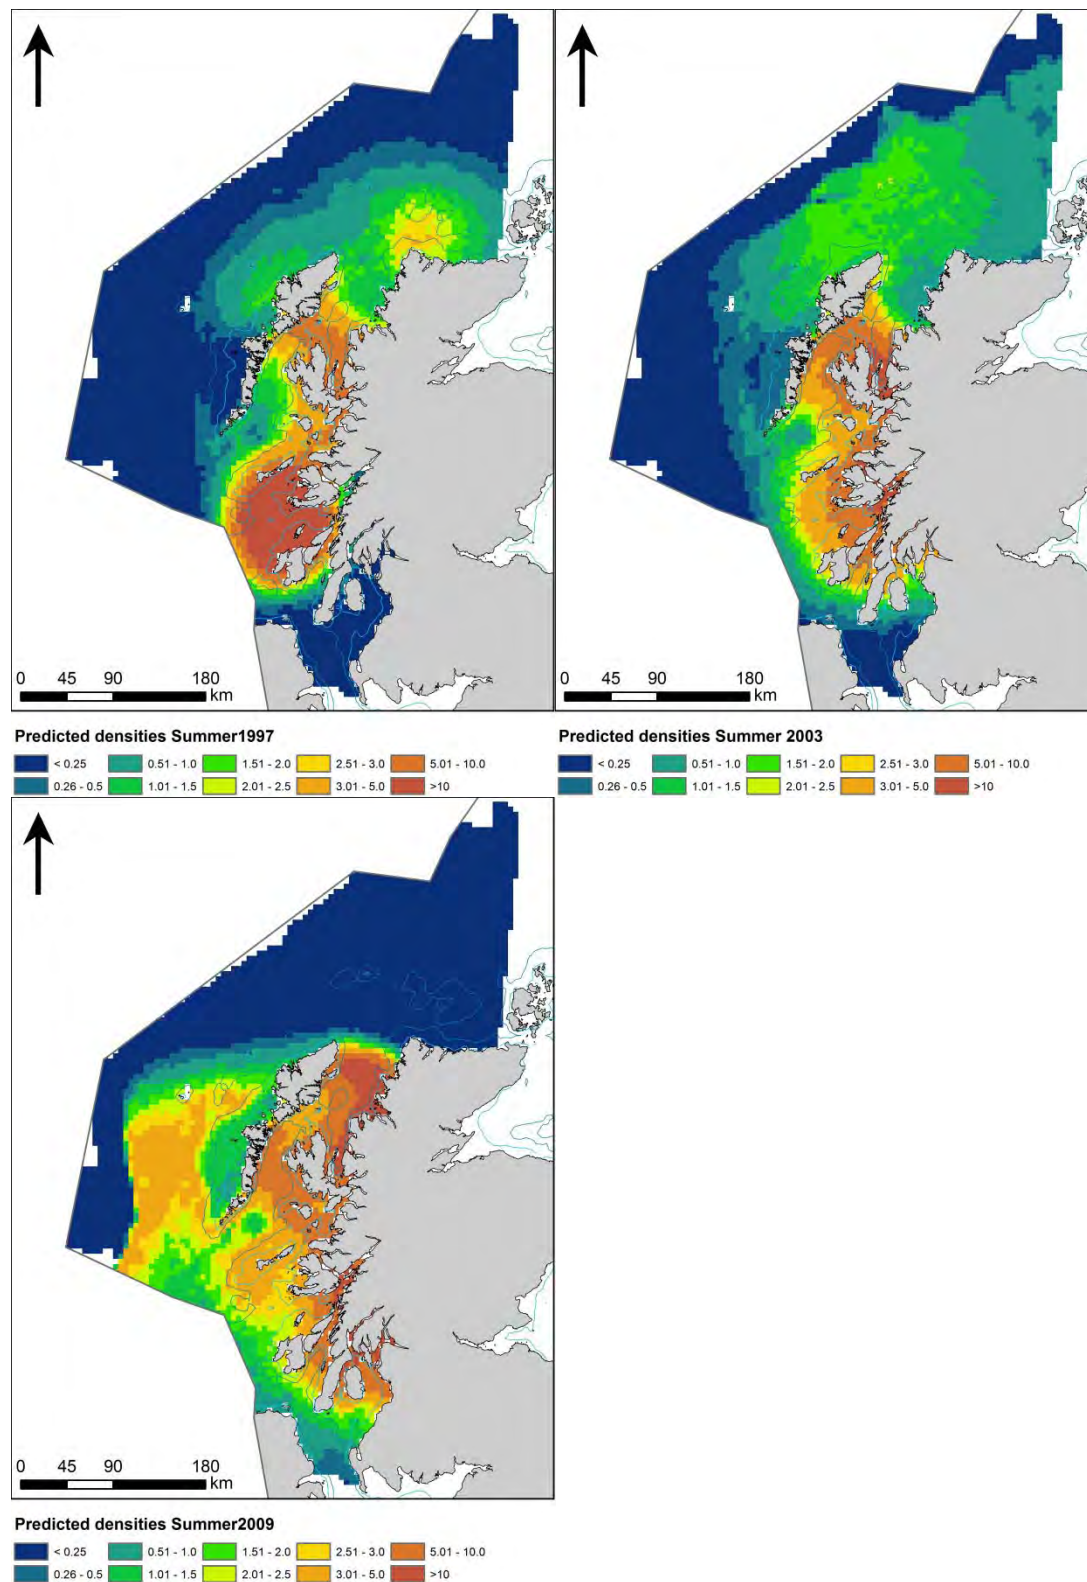 0 45 90 180
km
0 45 90 180
km
Predicted densities Summer1997
< 0.25 0.51 - 1.0 1.51 - 2.0 2.51 - 3.0 5.01 - 10.0
0.26 - 0.5 1.01 - 1.5 2.01 - 2.5 3.01 - 5.0 >10
Predicted densities Summer 2003
< 0.25 0.51 - 1.0 1.51 - 2.0 2.51 - 3.0 5.01 - 10.0
0.26 - 0.5 1.01 - 1.5 2.01 - 2.5 3.01 - 5.0 >10
0 45 90 180
km
Predicted densities Summer2009
< 0.25 0.51 - 1.0 1.51 - 2.0 2.51 - 3.0 5.01 - 10.0
0.26 - 0.5 1.01 - 1.5 2.01 - 2.5 3.01 - 5.0 >10